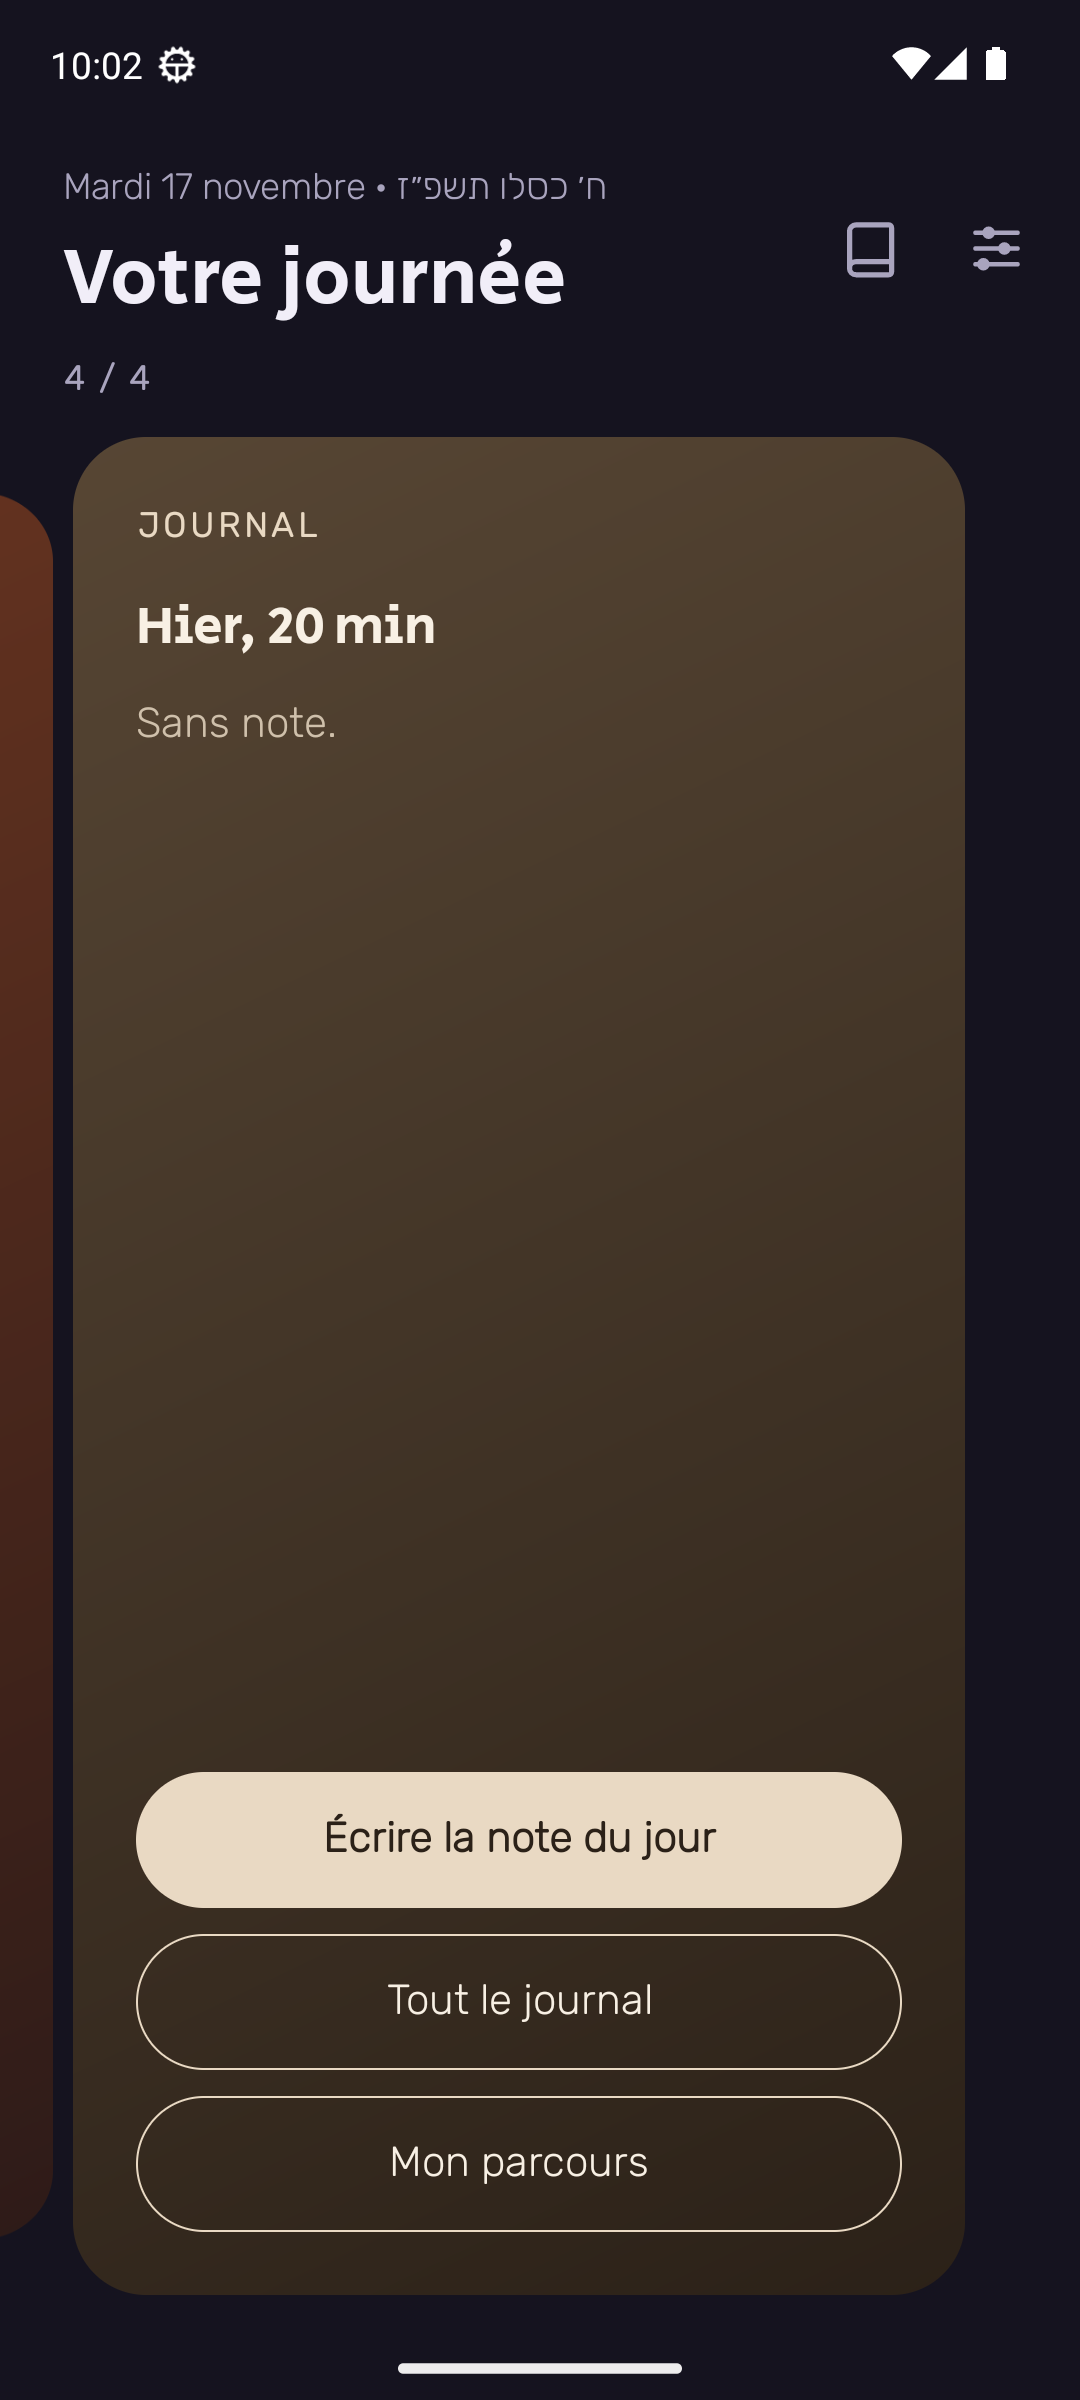 10:02
Mardi 17 novembre • ח׳ כסלו תשפ״ז
Votre journée
4 / 4
JOURNAL
Hier, 20 min
Sans note.
Écrire la note du jour
Tout le journal
Mon parcours